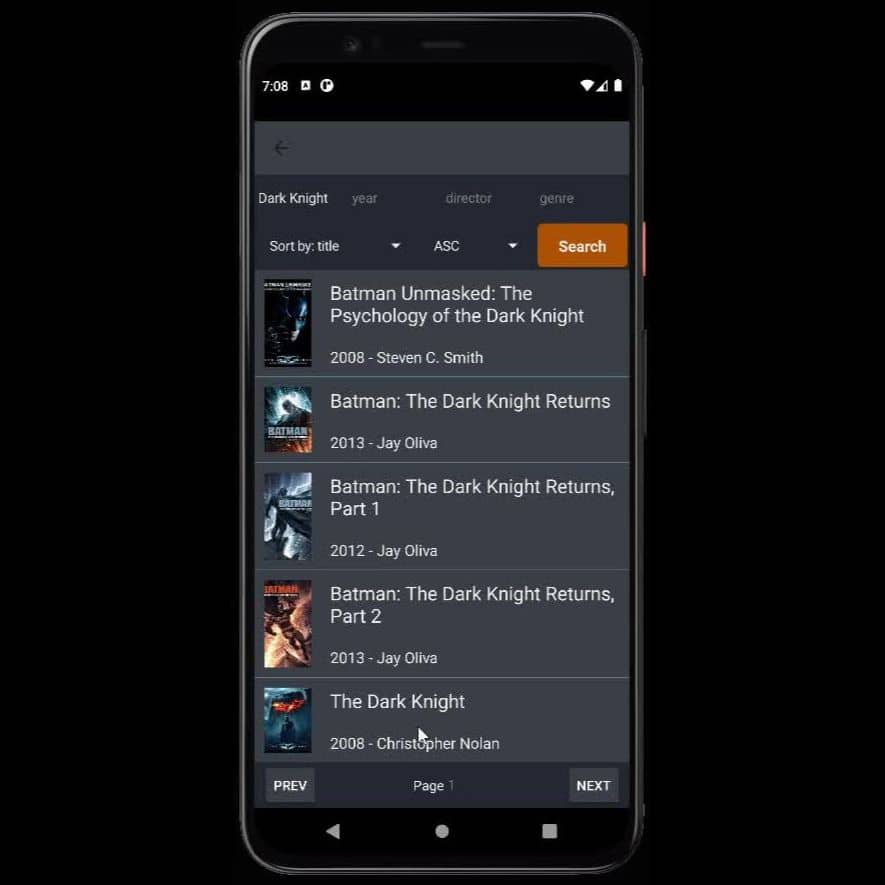 7:08
Dark Knight year director genre
Sort by: title ASC Search
Batman Unmasked: The
Psychology of the Dark Knight
2008 - Steven C. Smith
Batman: The Dark Knight Returns
BATMAN
2013 - Jay Oliva
Batman: The Dark Knight Returns,
Part 1
BATMAN
2012 - Jay Oliva
Batman: The Dark Knight Returns,
Part 2
BATMAN
2013 - Jay Oliva
The Dark Knight
2008 - Christopher Nolan
PREV Page 1 NEXT